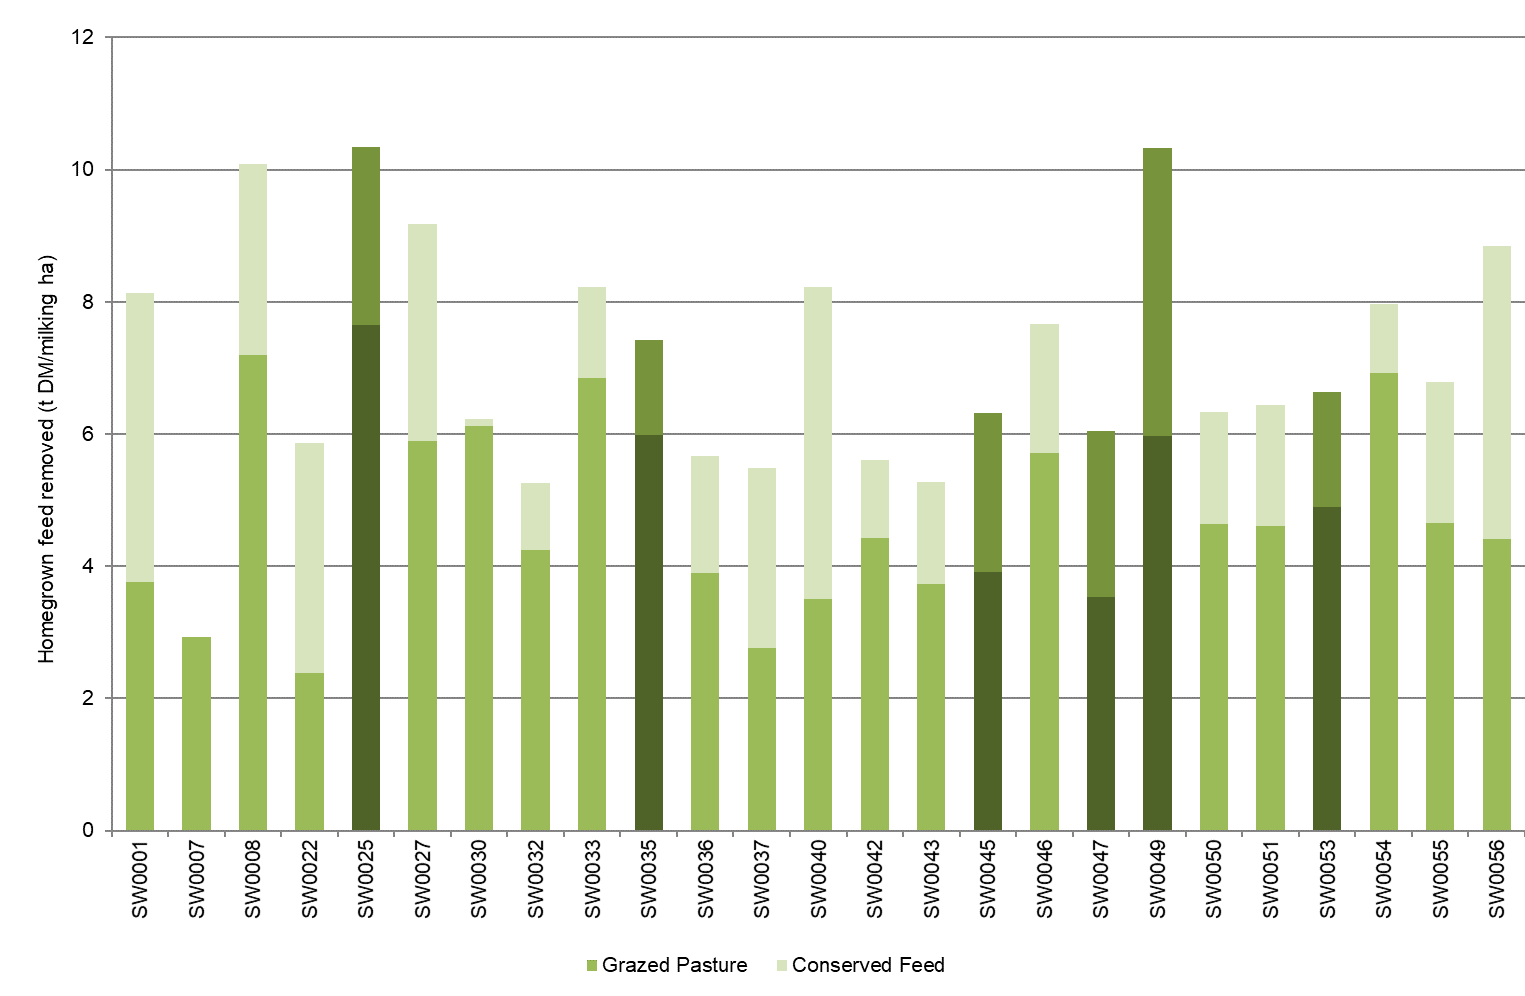 Homegrown feed removed (t DM/milking ha)
12
10
8
6
4
2
0
SW0001
SW0007
SW0008
SW0022
SW0025
SW0027
SW0030
SW0032
SW0033
SW0035
SW0036
SW0037
SW0040
SW0042
SW0043
SW0045
SW0046
SW0047
SW0049
SW0050
SW0051
SW0053
SW0054
SW0055
SW0056
Grazed Pasture Conserved Feed